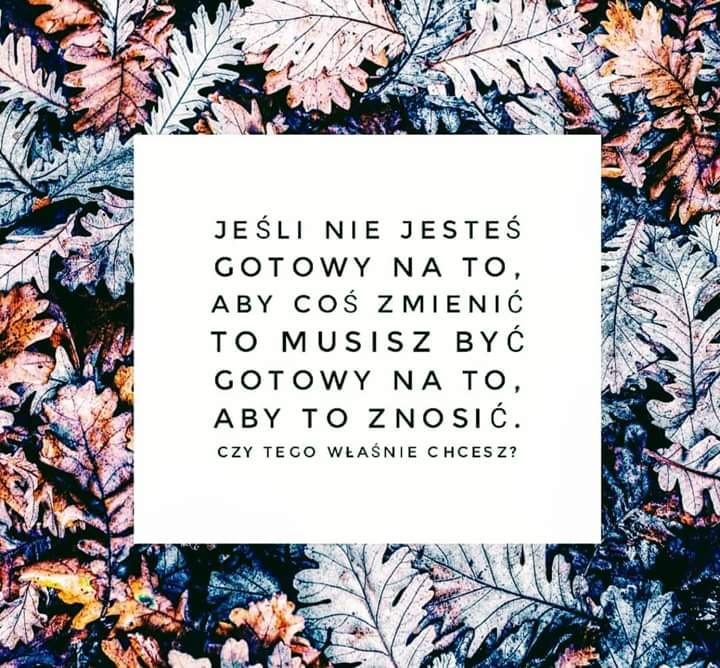 JEŚLI NIE JESTEŚ
GOTOWY NA TO,
ABY COŚ ZMIENIĆ
TO MUSISZ BYĆ
GOTOWY NA TO,
ABY TO ZNOSIĆ.
CZY TEGO WŁAŚNIE CHCESZ?